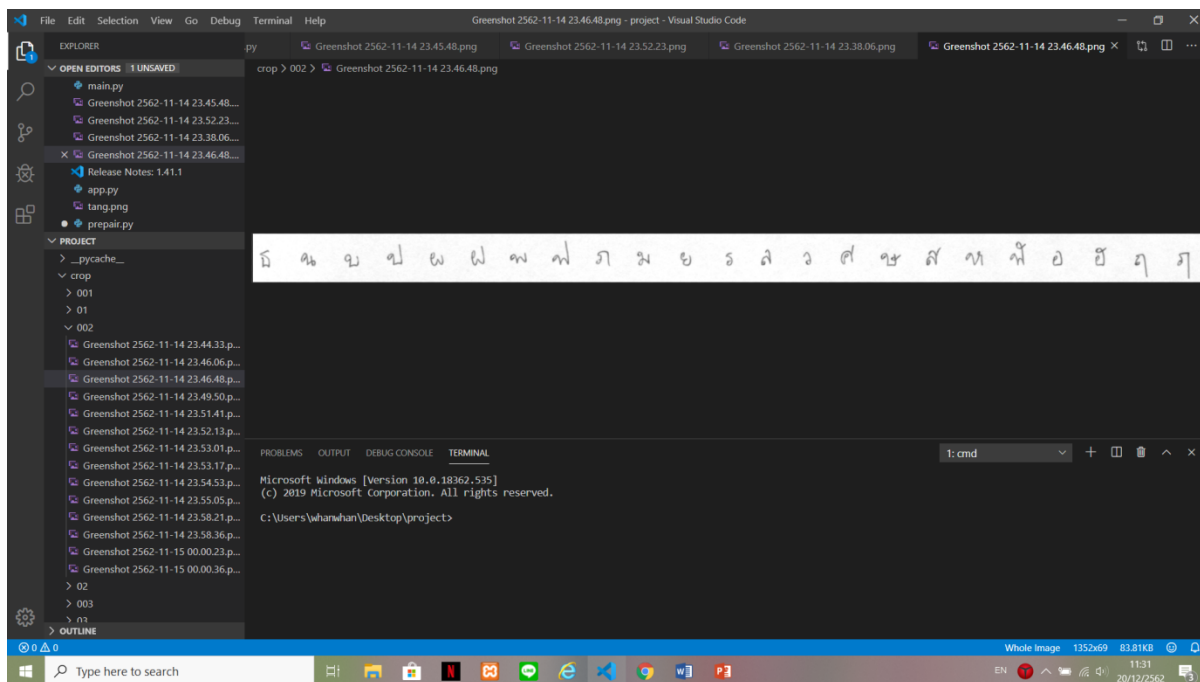 File Edit Selection View Go Debug Terminal Help Greenshot 2562-11-14 23.46.48.png - project - Visual Studio Code
EXPLORER
.py Greenshot 2562-11-14 23.45.48.png Greenshot 2562-11-14 23.52.23.png Greenshot 2562-11-14 23.38.06.png Greenshot 2562-11-14 23.46.48.png
OPEN EDITORS 1 UNSAVED
crop > 002 > Greenshot 2562-11-14 23.46.48.png
main.py
Greenshot 2562-11-14 23.45.48....
Greenshot 2562-11-14 23.52.23....
Greenshot 2562-11-14 23.38.06....
Greenshot 2562-11-14 23.46.48....
Release Notes: 1.41.1
app.py
tang.png
prepair.py
PROJECT
__pycache__
crop
001
01
002
Greenshot 2562-11-14 23.44.33.p...
Greenshot 2562-11-14 23.46.06.p...
Greenshot 2562-11-14 23.46.48.p...
Greenshot 2562-11-14 23.49.50.p...
Greenshot 2562-11-14 23.51.41.p...
Greenshot 2562-11-14 23.52.13.p...
Greenshot 2562-11-14 23.53.01.p...
Greenshot 2562-11-14 23.53.17.p...
Greenshot 2562-11-14 23.54.53.p...
Greenshot 2562-11-14 23.55.05.p...
Greenshot 2562-11-14 23.58.21.p...
Greenshot 2562-11-14 23.58.36.p...
Greenshot 2562-11-15 00.00.23.p...
Greenshot 2562-11-15 00.00.36.p...
02
003
03
OUTLINE
ธ น บ ป ผ ฝ พ ฟ ภ ม ย ร ล ว ศ ษ ส ห ฬ อ ฮ ฤ ฦ
PROBLEMS OUTPUT DEBUG CONSOLE TERMINAL 1: cmd
Microsoft Windows [Version 10.0.18362.535]
(c) 2019 Microsoft Corporation. All rights reserved.
C:\Users\whanwhan\Desktop\project>
0 0 Whole Image 1352x69 83.81KB
Type here to search
EN 11:31
20/12/2562